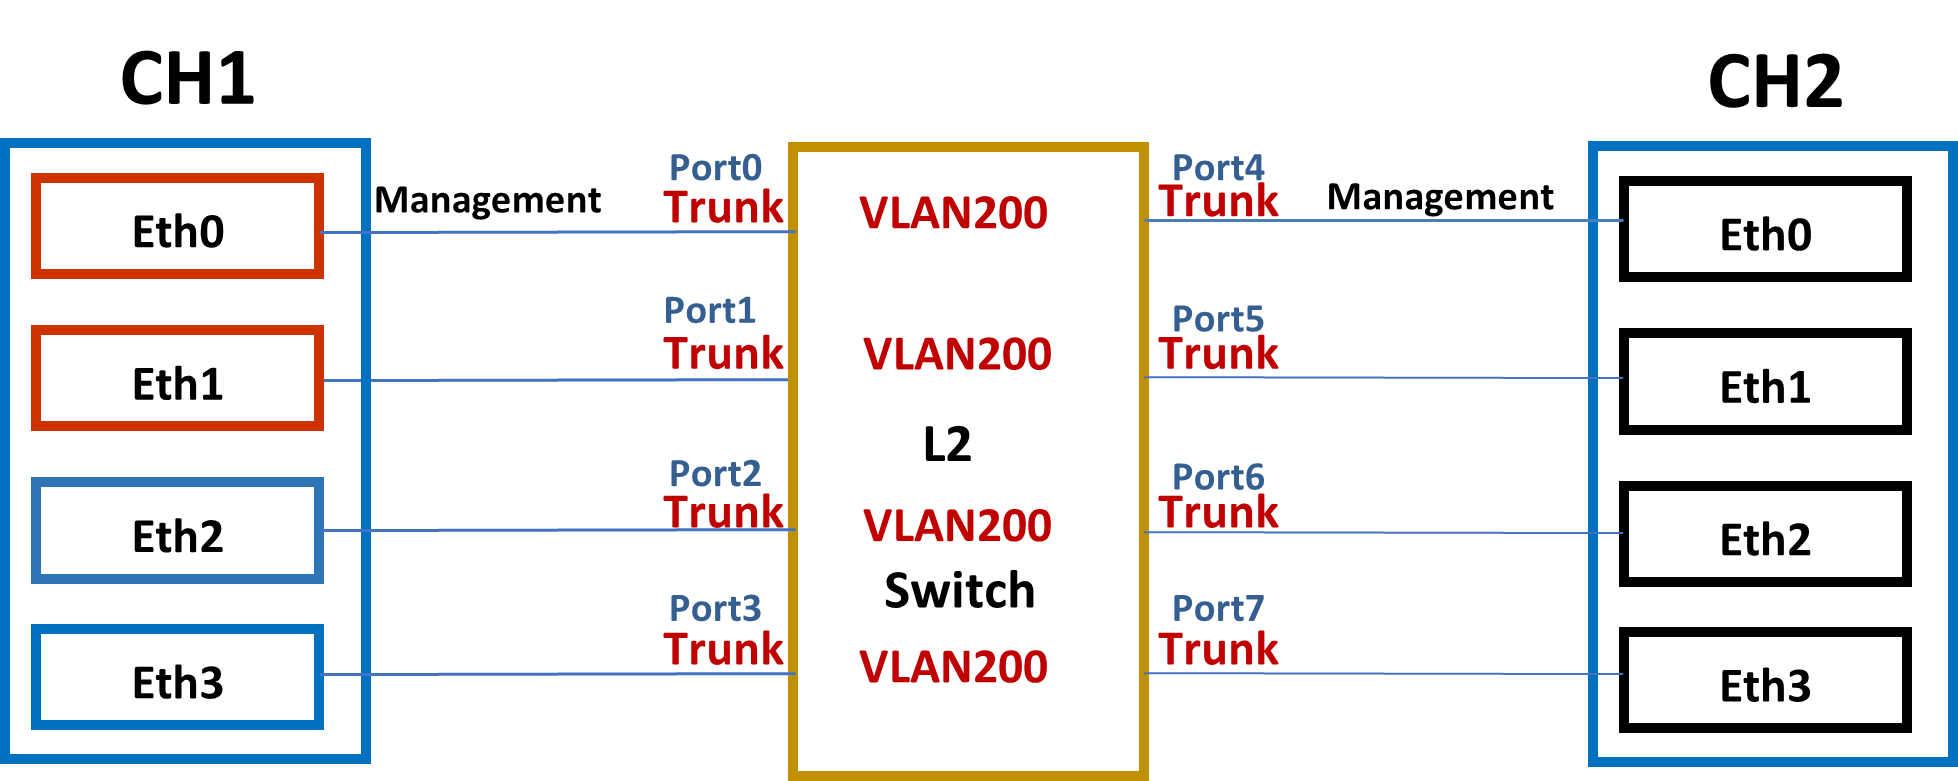 CH1
CH2
Port0
Port4
Management
Trunk
VLAN200
Trunk
Management
Eth0
Eth0
Port1
Port5
Trunk
VLAN200
Trunk
Eth1
Eth1
L2
Port2
Port6
Trunk
VLAN200
Trunk
Eth2
Eth2
Switch
Port3
Port7
Trunk
VLAN200
Trunk
Eth3
Eth3